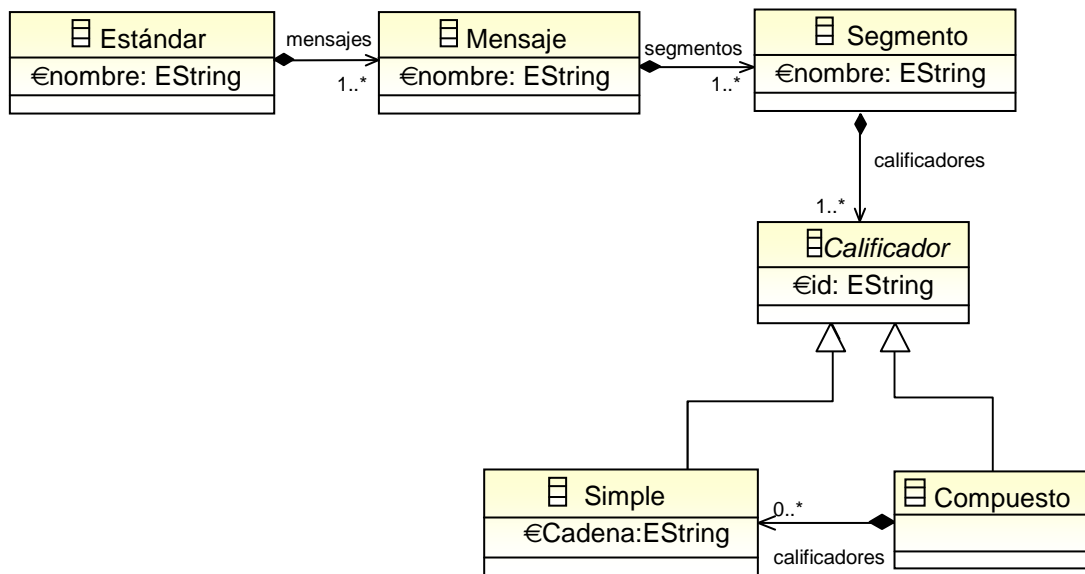 Estándar
€nombre: EString
mensajes
1..*
Mensaje
€nombre: EString
segmentos
1..*
Segmento
€nombre: EString
calificadores
1..*
Calificador
€id: EString
Simple
€Cadena:EString
0..*
calificadores
Compuesto